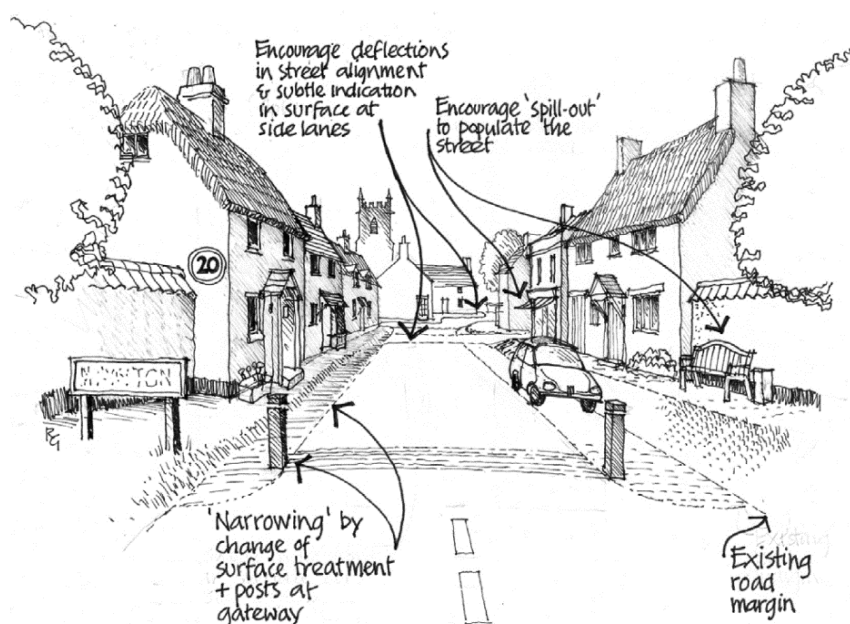 Encourage deflections
in street alignment
& subtle indication
in surface at
side lanes
Encourage 'spill-out'
to populate the
street
20
'Narrowing' by
change of
surface treatment
+ posts at
gateway
Existing
Existing
road
margin